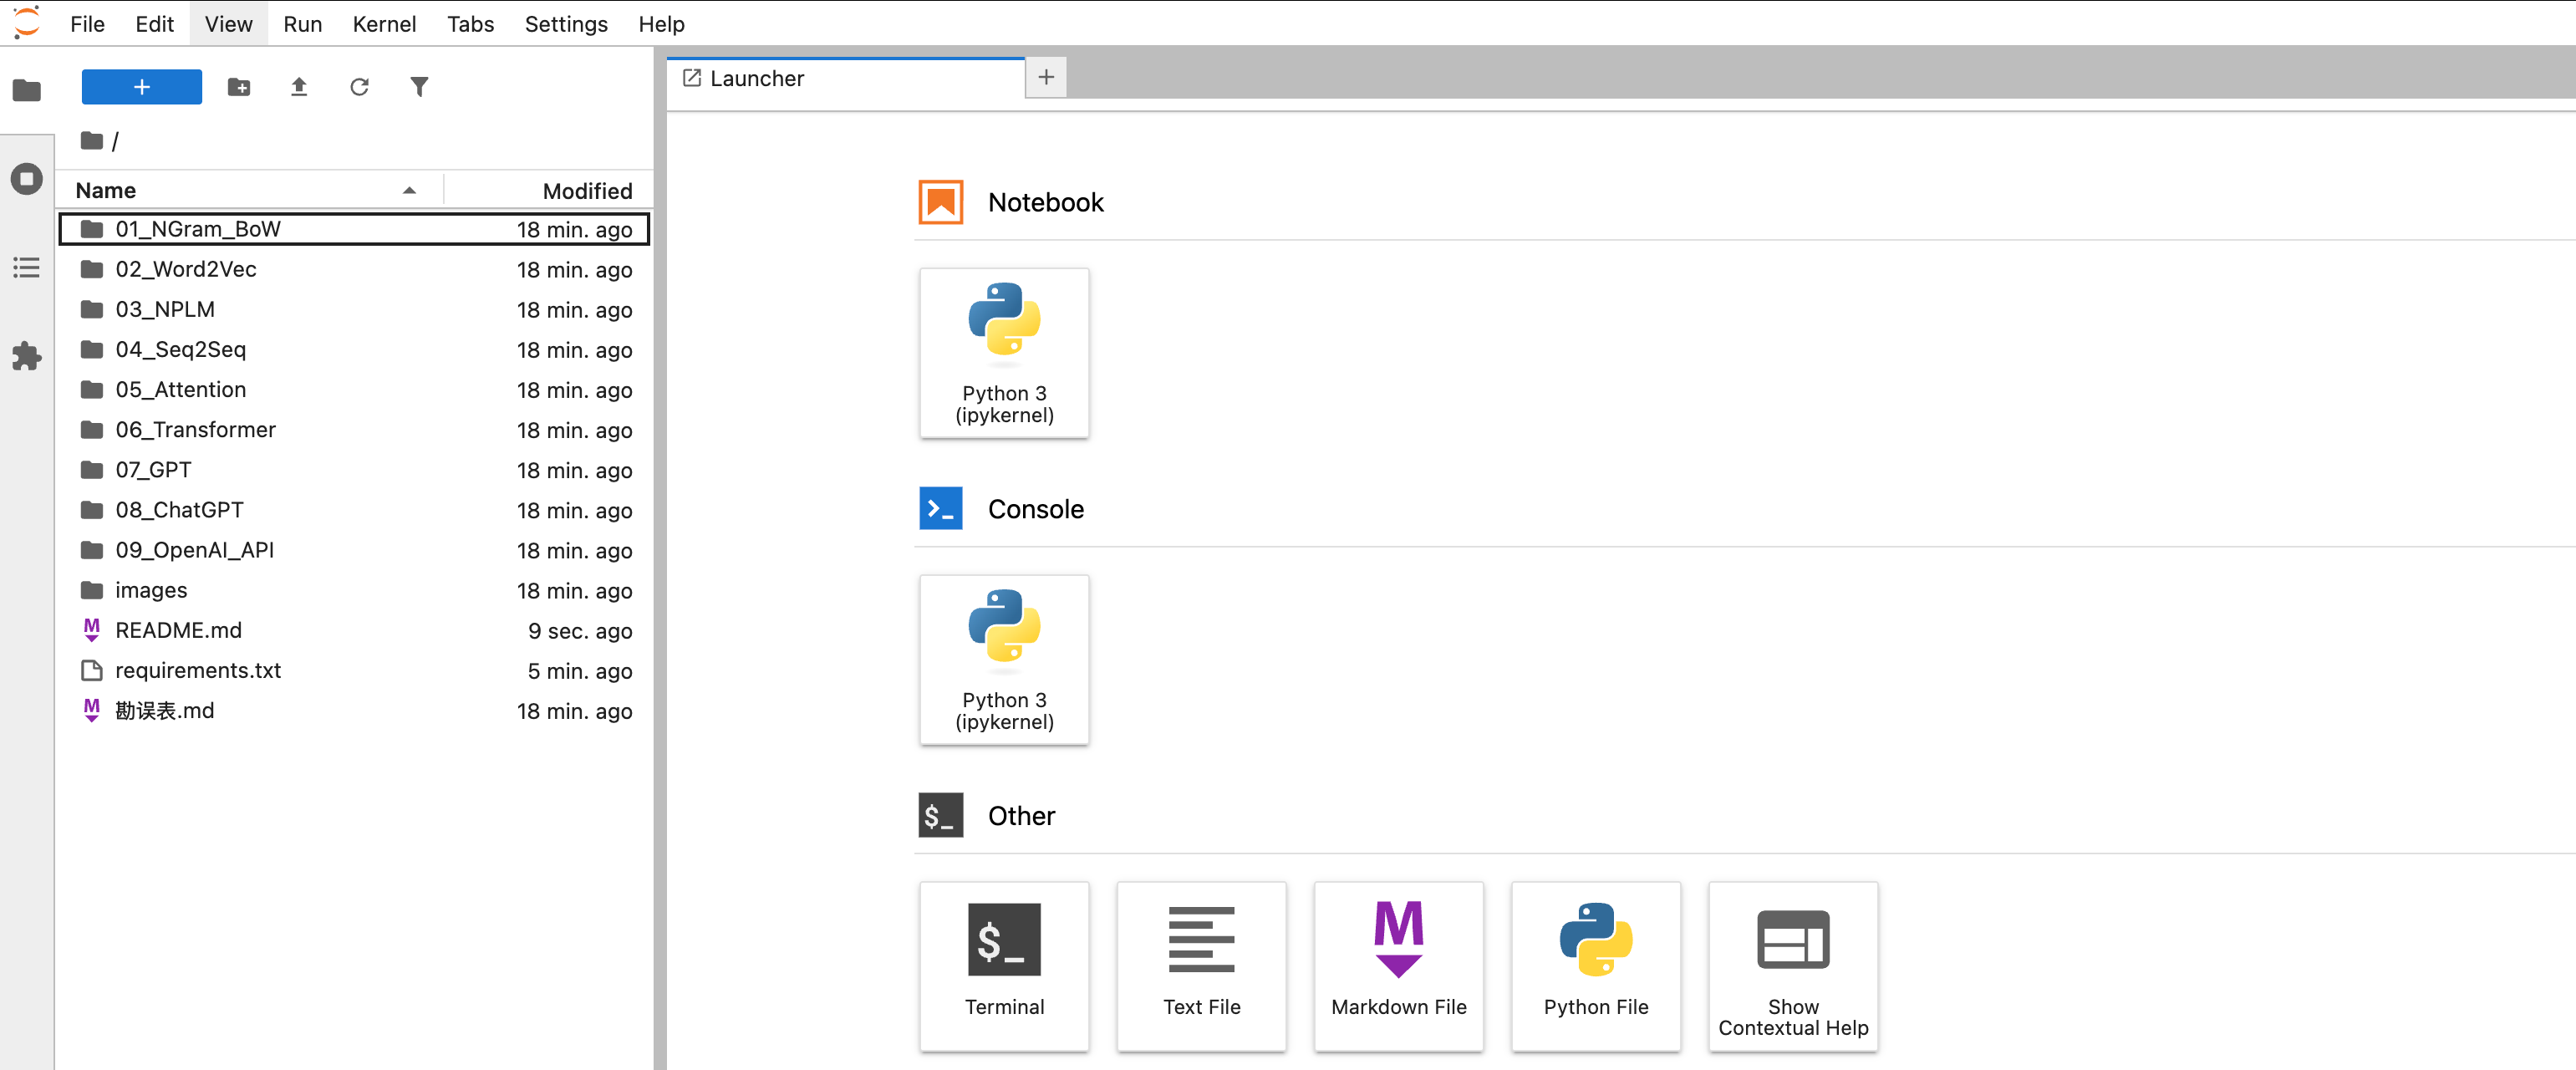 File Edit View Run Kernel Tabs Settings Help
+
/
Name Modified
01_NGram_BoW 18 min. ago
02_Word2Vec 18 min. ago
03_NPLM 18 min. ago
04_Seq2Seq 18 min. ago
05_Attention 18 min. ago
06_Transformer 18 min. ago
07_GPT 18 min. ago
08_ChatGPT 18 min. ago
09_OpenAI_API 18 min. ago
images 18 min. ago
README.md 9 sec. ago
requirements.txt 5 min. ago
勘误表.md 18 min. ago
Launcher +
Notebook
Python 3
(ipykernel)
Console
Python 3
(ipykernel)
$_ Other
$_
M
Terminal Text File Markdown File Python File Show
Contextual Help